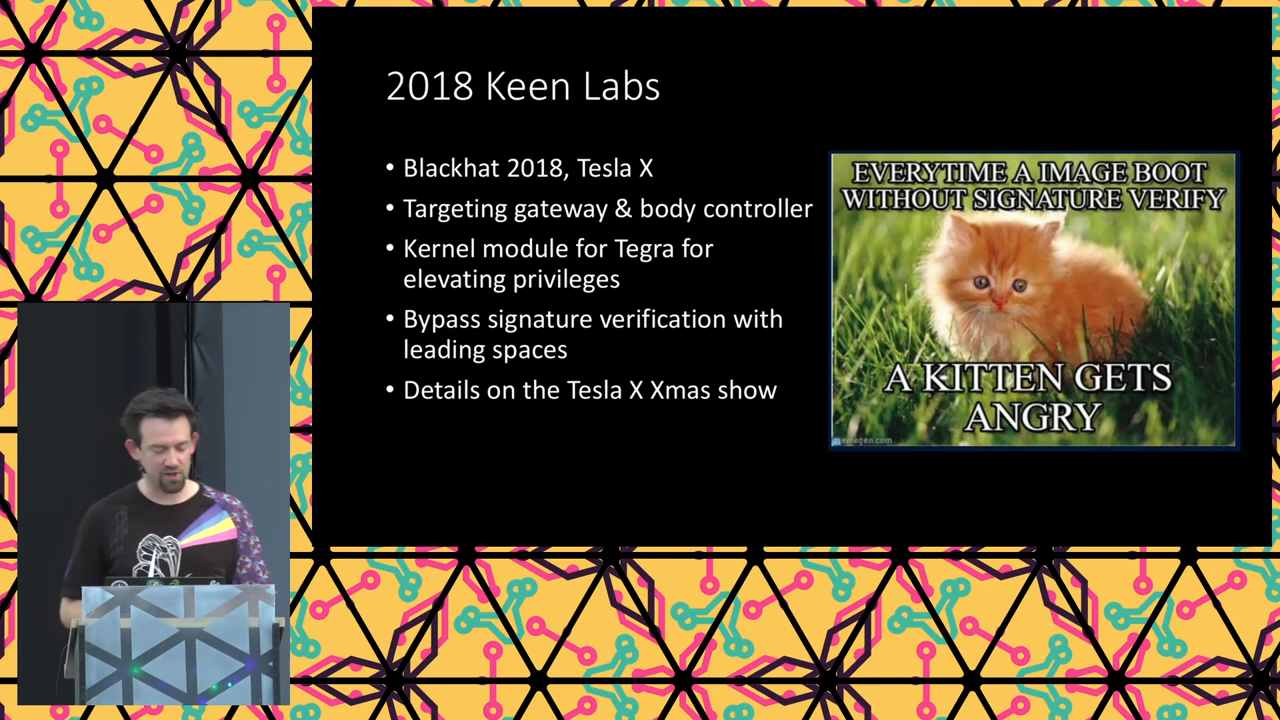 2018 Keen Labs
• Blackhat 2018, Tesla X
• Targeting gateway & body controller
• Kernel module for Tegra for
elevating privileges
• Bypass signature verification with
leading spaces
• Details on the Tesla X Xmas show
EVERYTIME A IMAGE BOOT
WITHOUT SIGNATURE VERIFY
A KITTEN GETS
ANGRY
memegen.com